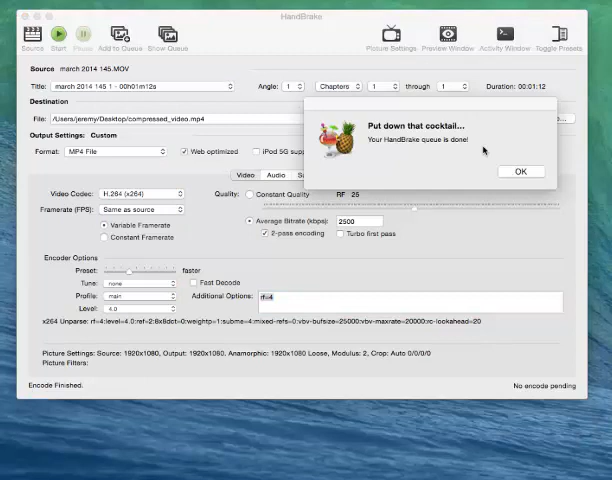 HandBrake
Source Start Pause Add to Queue Show Queue Picture Settings Preview Window Activity Window Toggle Presets
Source march 2014 145.MOV
Title: march 2014 145 1 - 00h01m12s Angle: 1 Chapters 1 through 1 Duration: 00:01:12
Destination
File: /Users/jeremy/Desktop/compressed_video.mp4
Output Settings: Custom
Format: MP4 File Web optimized iPod 5G supp
Put down that cocktail...
Your HandBrake queue is done!
OK
Video Audio
Video Codec: H.264 (x264) Quality: Constant Quality RF 25
Framerate (FPS): Same as source
Variable Framerate Average Bitrate (kbps): 2500
Constant Framerate 2-pass encoding Turbo first pass
Encoder Options
Preset: faster
Tune: none Fast Decode
Profile: main Additional Options: rf=4
Level: 4.0
x264 Unparse: rf=4:level=4.0:ref=2:8x8dct=0:weightp=1:subme=4:mixed-refs=0:vbv-bufsize=25000:vbv-maxrate=20000:rc-lookahead=20
Picture Settings: Source: 1920x1080, Output: 1920x1080, Anamorphic: 1920x1080 Loose, Modulus: 2, Crop: Auto 0/0/0/0
Picture Filters:
Encode Finished. No encode pending